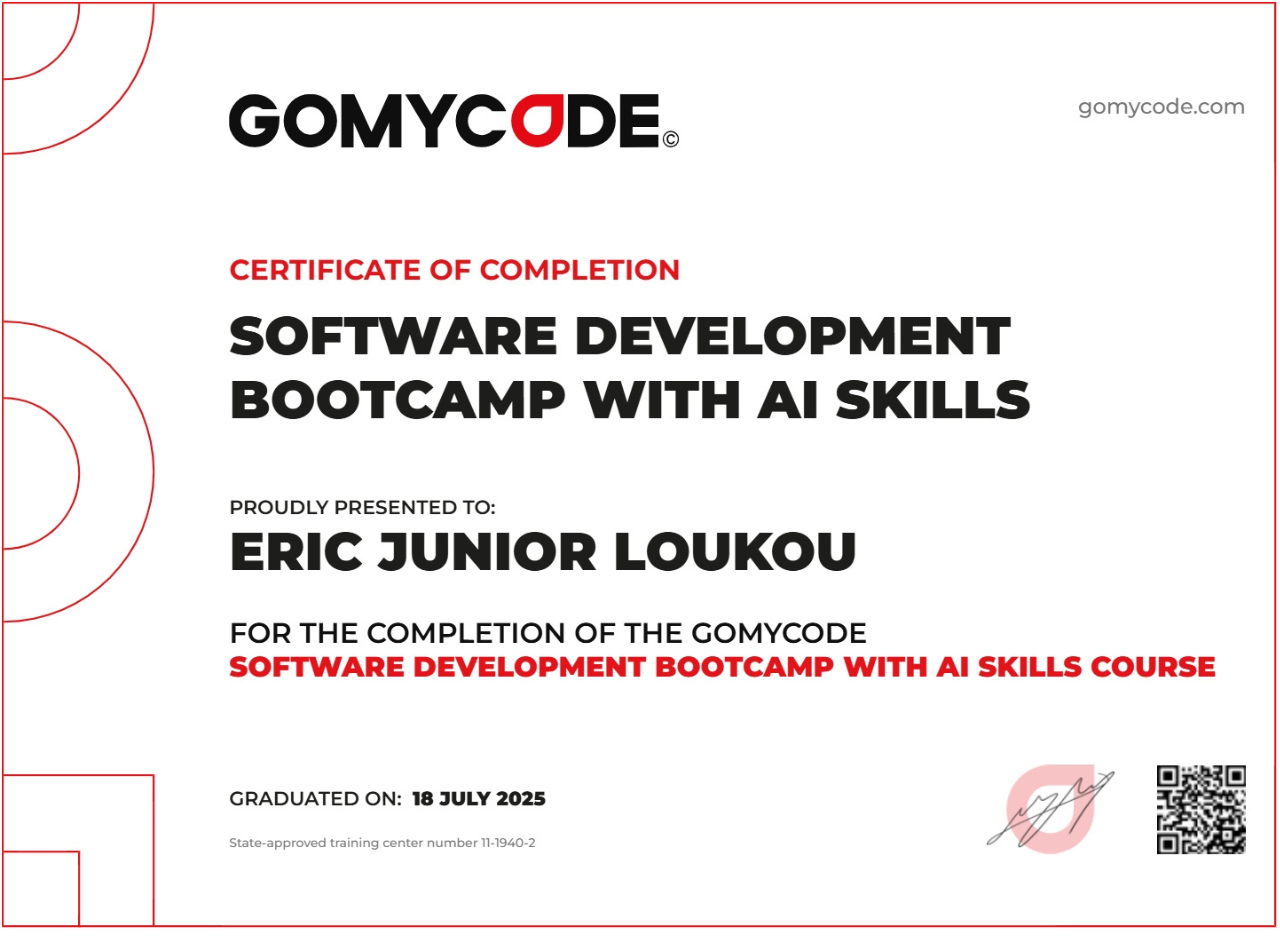 GOMYCODE©
gomycode.com
CERTIFICATE OF COMPLETION
SOFTWARE DEVELOPMENT
BOOTCAMP WITH AI SKILLS
PROUDLY PRESENTED TO:
ERIC JUNIOR LOUKOU
FOR THE COMPLETION OF THE GOMYCODE
SOFTWARE DEVELOPMENT BOOTCAMP WITH AI SKILLS COURSE
GRADUATED ON: 18 JULY 2025
State-approved training center number 11-1940-2